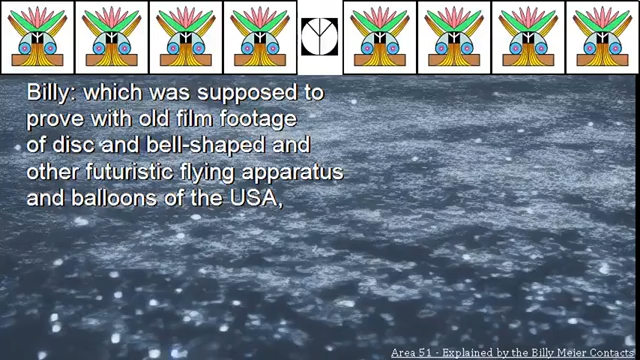 Billy: which was supposed to
prove with old film footage
of disc and bell-shaped and
other futuristic flying apparatus
and balloons of the USA,
Area 51 - Explained by the Billy Meier Contacts